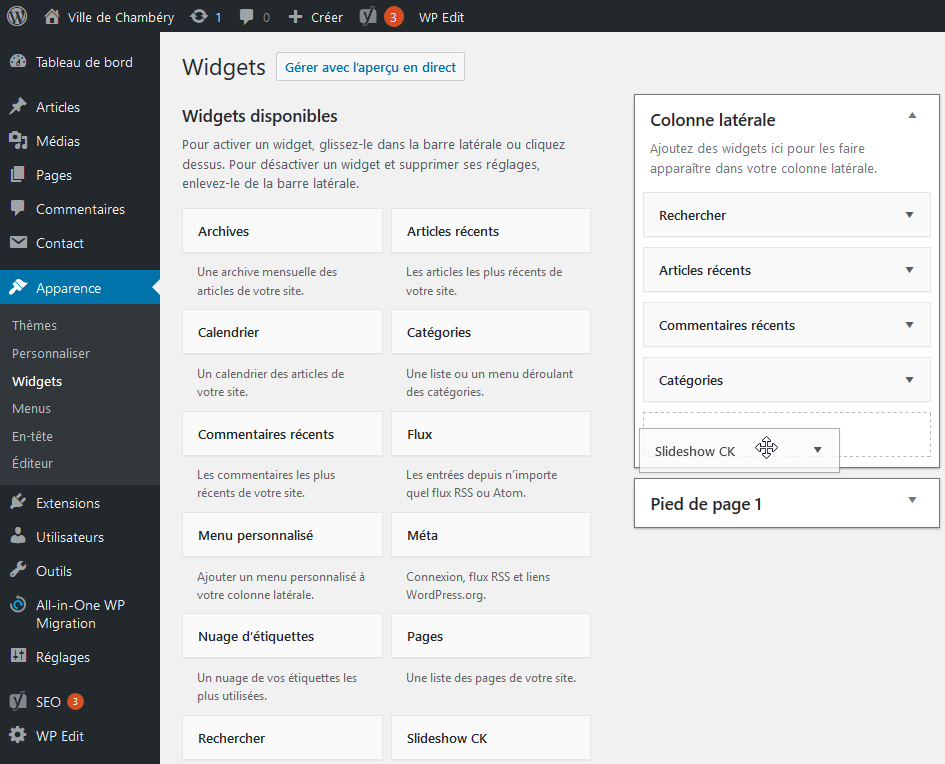 Ville de Chambéry 1 0 Créer 3 WP Edit
Tableau de bord
Articles
Médias
Pages
Commentaires
Contact
Apparence
Thèmes
Personnaliser
Widgets
Menus
En-tête
Éditeur
Extensions
Utilisateurs
Outils
All-in-One WP
Migration
Réglages
SEO 3
WP Edit
Widgets Gérer avec l'aperçu en direct
Widgets disponibles
Pour activer un widget, glissez-le dans la barre latérale ou cliquez
dessus. Pour désactiver un widget et supprimer ses réglages,
enlevez-le de la barre latérale.
Archives
Une archive mensuelle des
articles de votre site.
Articles récents
Les articles les plus récents de
votre site.
Calendrier
Un calendrier des articles de
votre site.
Catégories
Une liste ou un menu déroulant
des catégories.
Commentaires récents
Les commentaires les plus
récents de votre site.
Flux
Les entrées depuis n'importe
quel flux RSS ou Atom.
Menu personnalisé
Ajouter un menu personnalisé à
votre colonne latérale.
Méta
Connexion, flux RSS et liens
WordPress.org.
Nuage d'étiquettes
Un nuage de vos étiquettes les
plus utilisées.
Pages
Une liste des pages de votre site.
Rechercher
Slideshow CK
Colonne latérale
Ajoutez des widgets ici pour les faire
apparaître dans votre colonne latérale.
Rechercher
Articles récents
Commentaires récents
Catégories
Slideshow CK
Pied de page 1